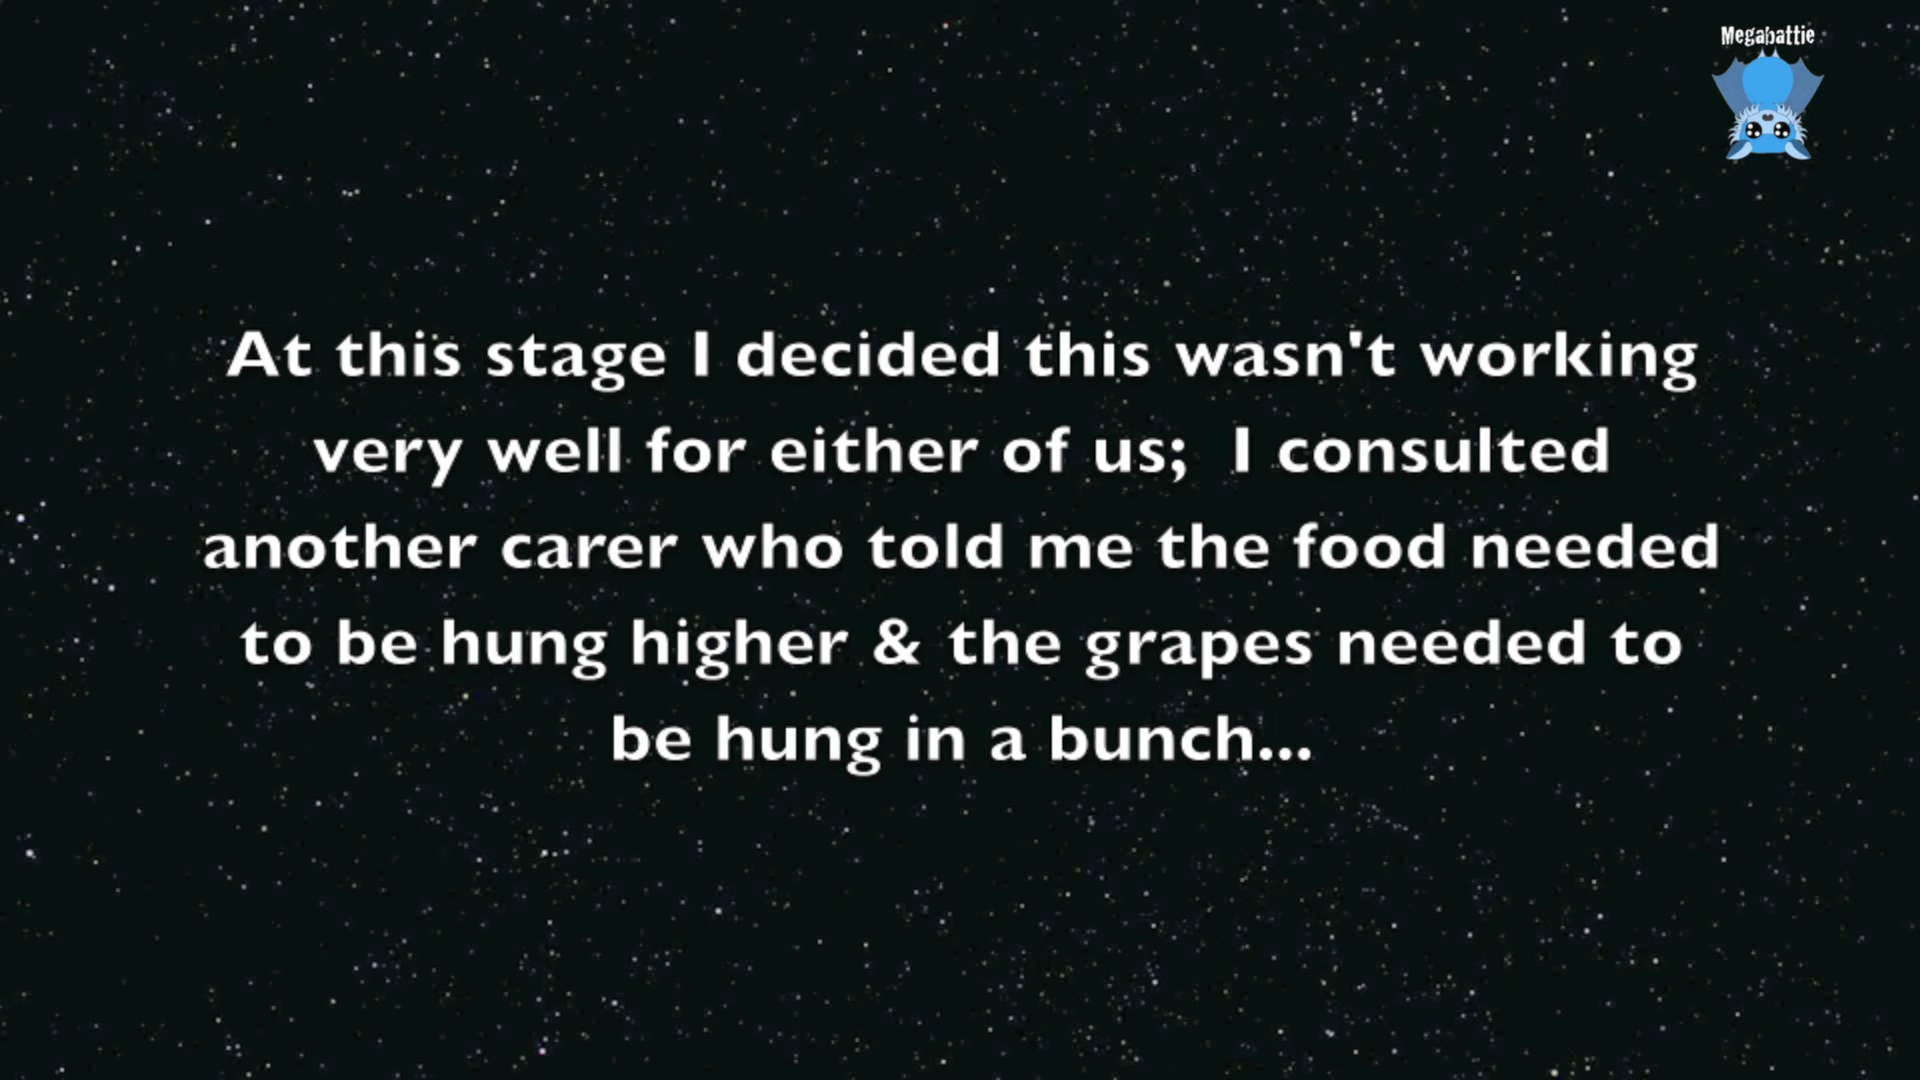 Megabattie
At this stage I decided this wasn't working
very well for either of us;  I consulted
another carer who told me the food needed
to be hung higher & the grapes needed to
be hung in a bunch...